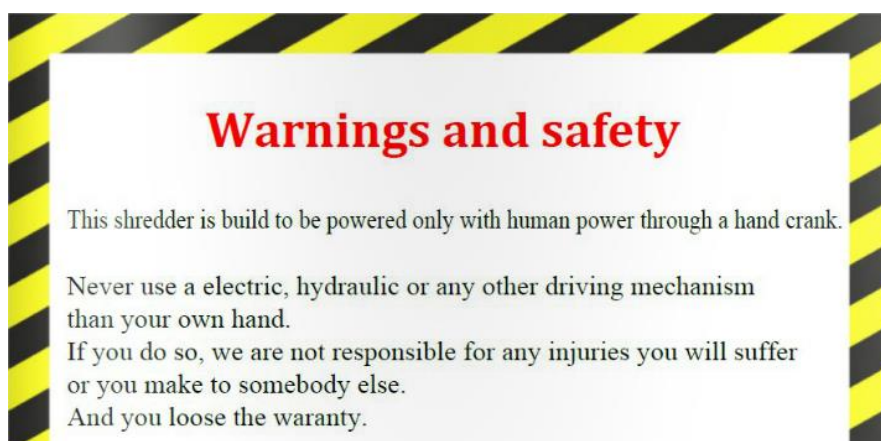 Warnings and safety
This shredder is build to be powered only with human power through a hand crank.
Never use a electric, hydraulic or any other driving mechanism
than your own hand.
If you do so, we are not responsible for any injuries you will suffer
or you make to somebody else.
And you loose the waranty.